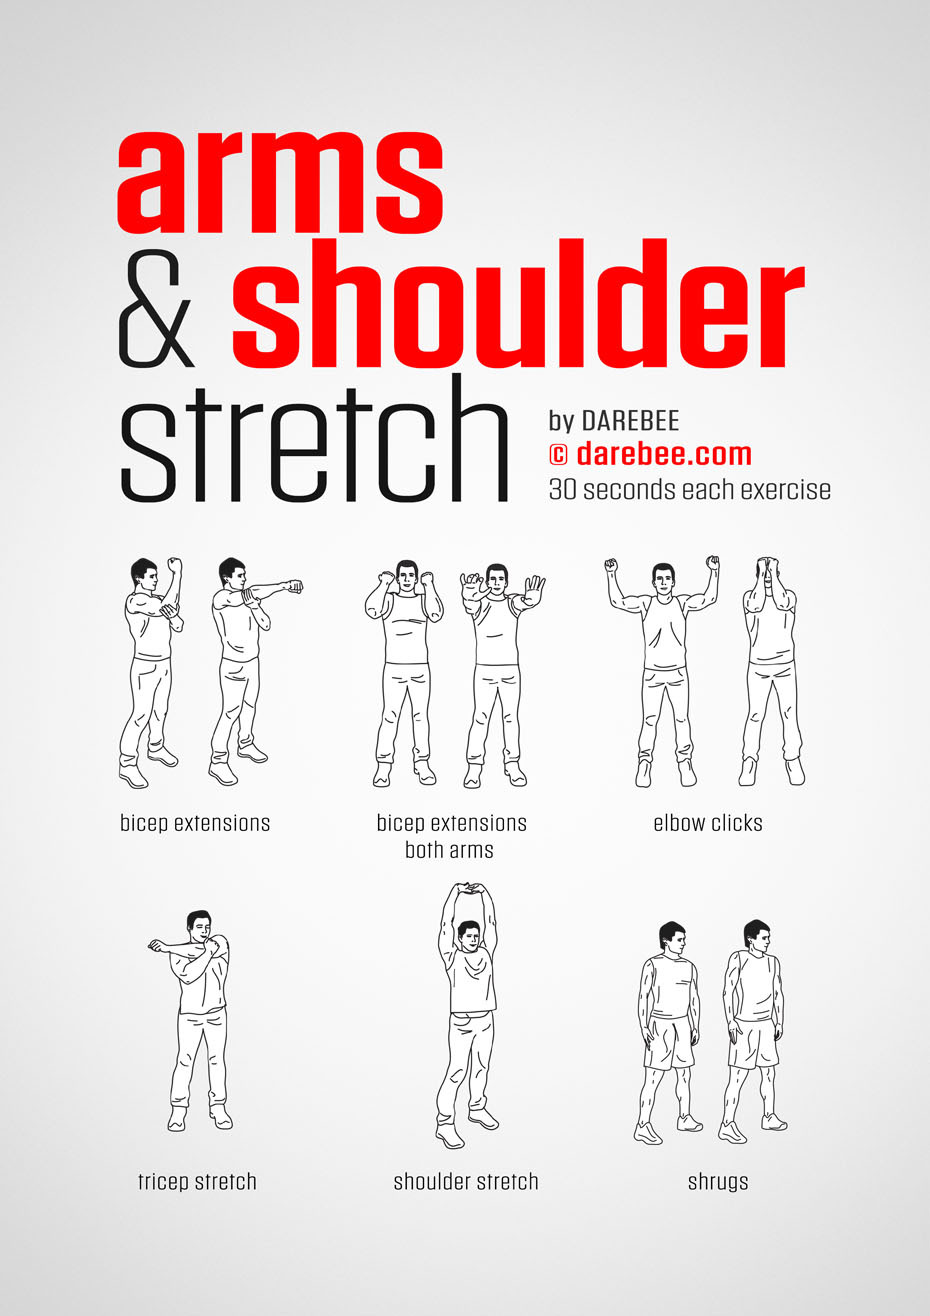 arms
& shoulder
stretch
by DAREBEE
© darebee.com
30 seconds each exercise
bicep extensions
bicep extensions
both arms
elbow clicks
tricep stretch
shoulder stretch
shrugs